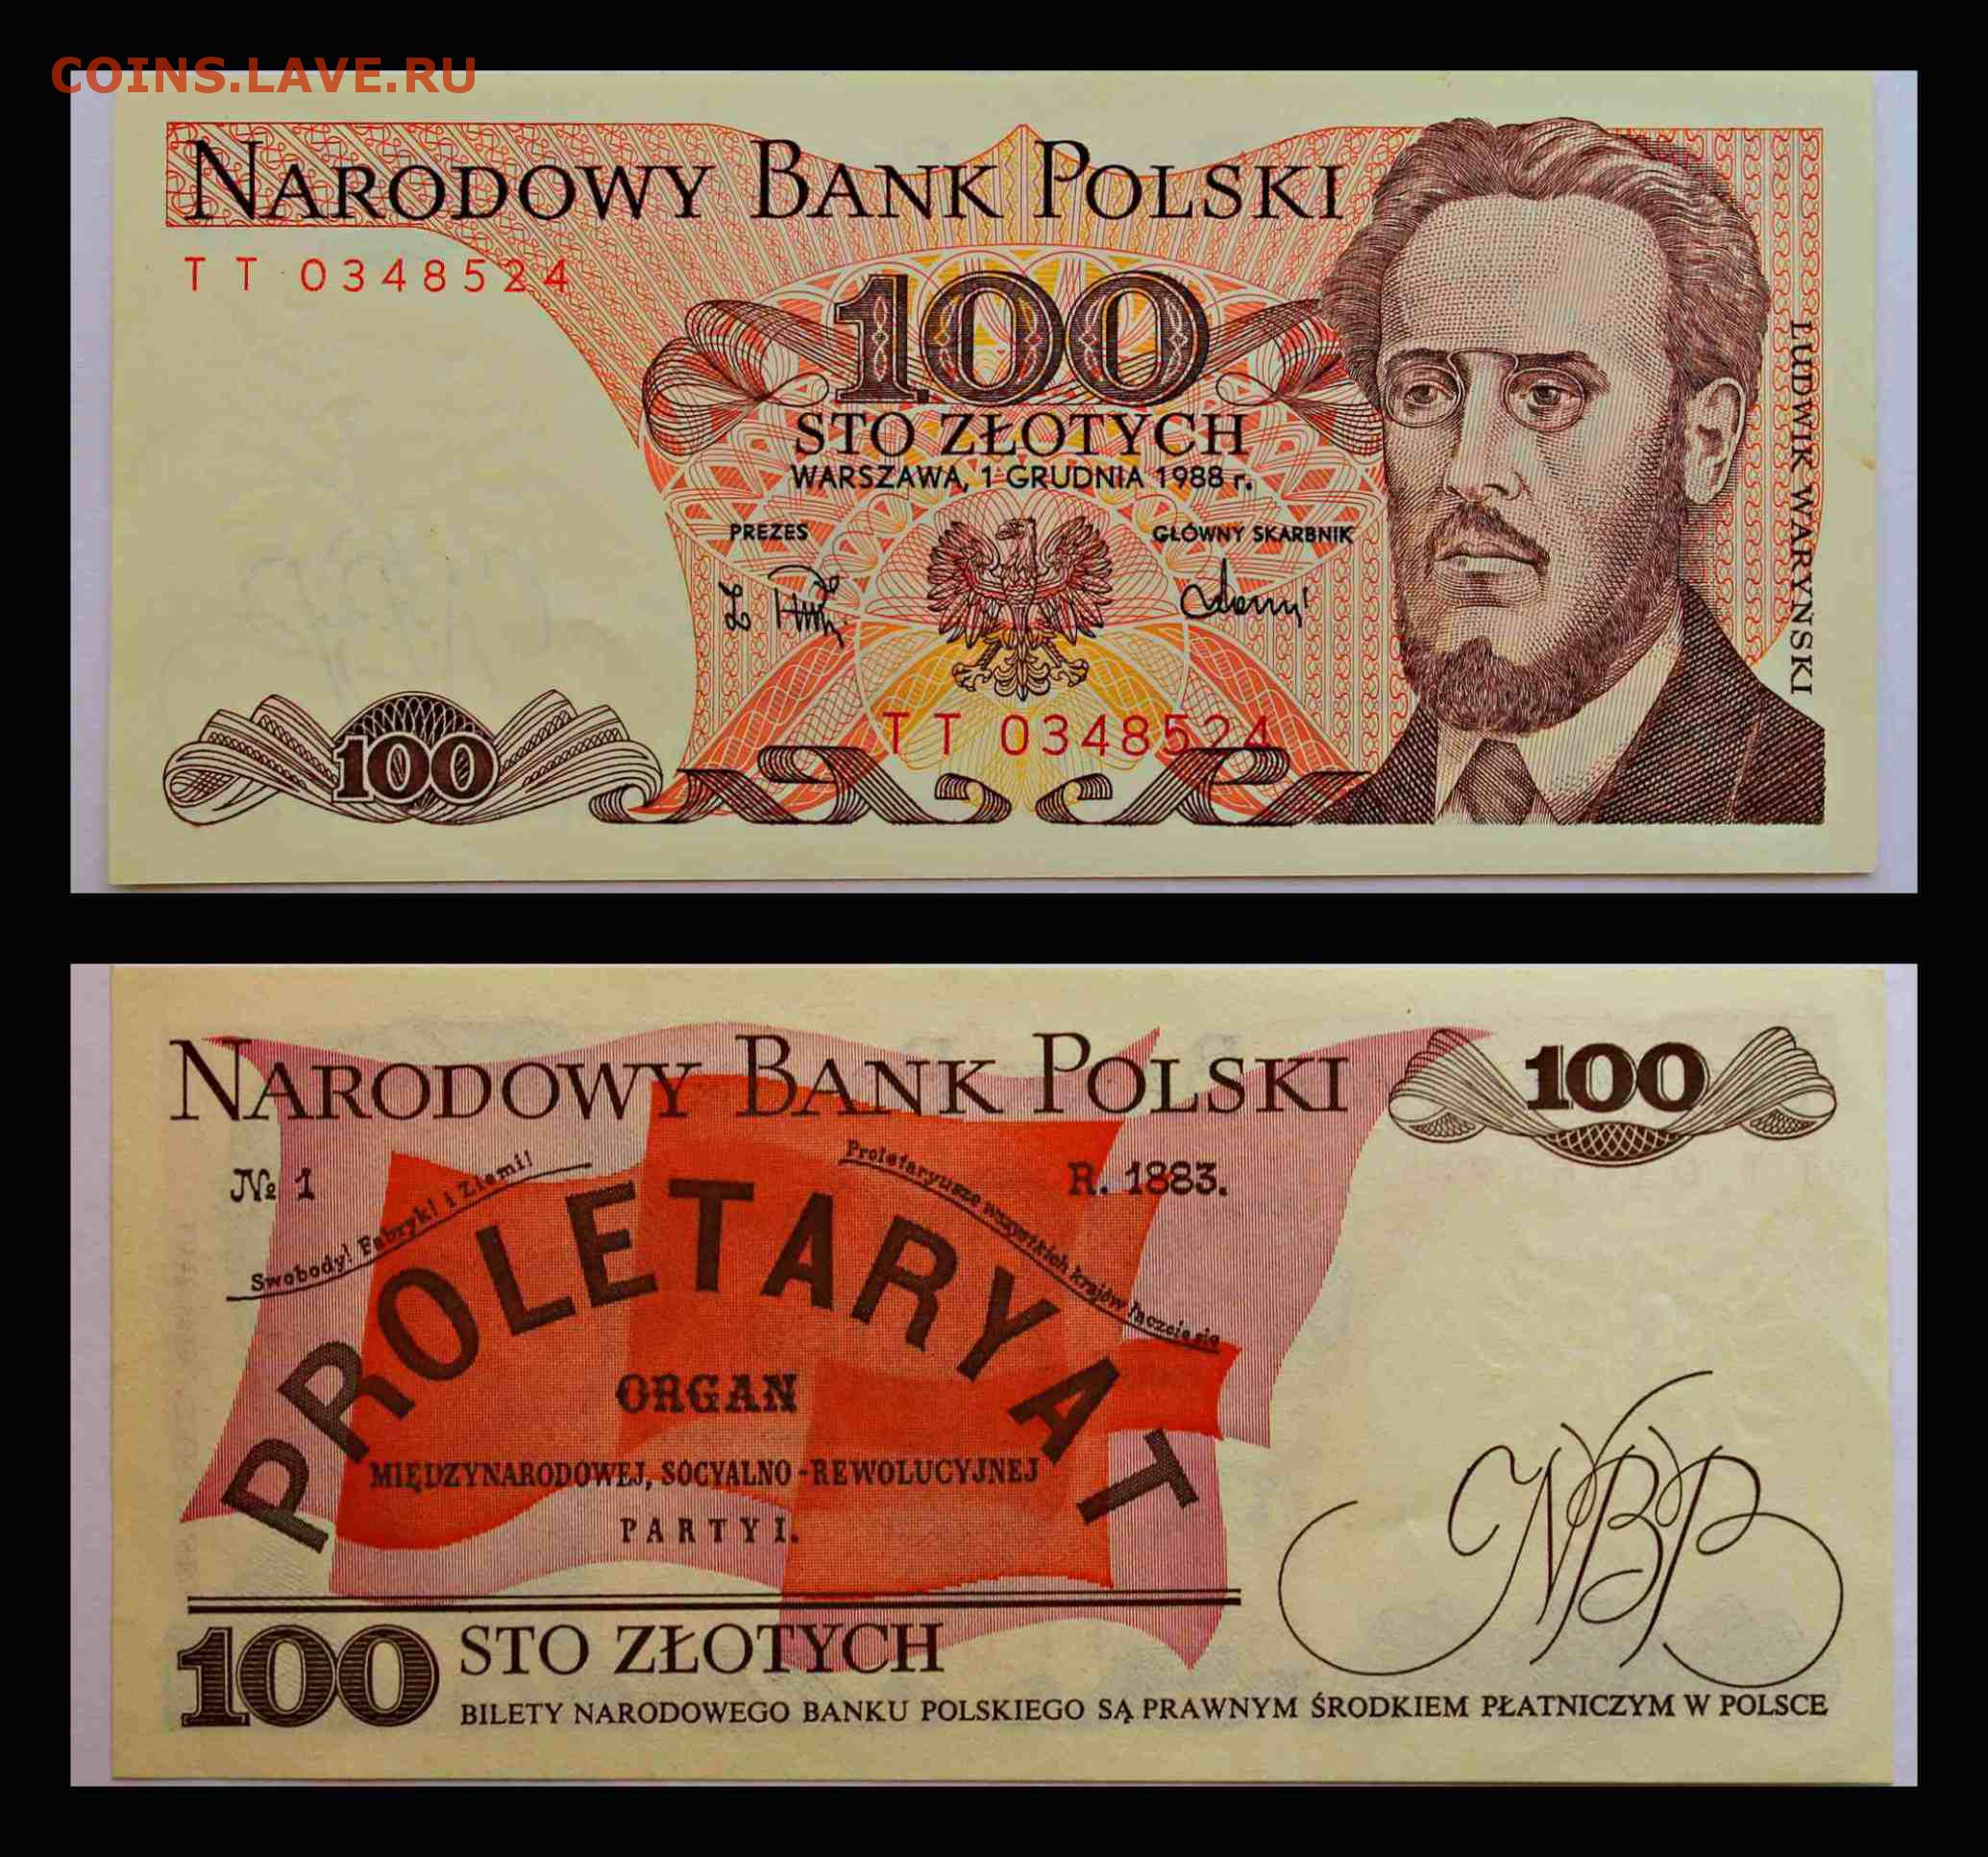 COINS.LAVE.RU
NARODOWY BANK POLSKI
TT 0348524
100
STO ZŁOTYCH
WARSZAWA, 1 GRUDNIA 1988 r.
PREZES
GŁÓWNY SKARBNIK
LUDWIK WARYŃSKI
TT 0348524
100
NARODOWY BANK POLSKI
100
№ 1
R. 1883.
Swobody! Fabryk! i Ziemi!
Proletaryusze wszystkich krajów łączcie się
PROLETARYAT
ORGAN
MIĘDZYNARODOWEJ, SOCYALNO-REWOLUCYJNEJ
PARTYI.
NBP
100 STO ZŁOTYCH
BILETY NARODOWEGO BANKU POLSKIEGO SĄ PRAWNYM ŚRODKIEM PŁATNICZYM W POLSCE